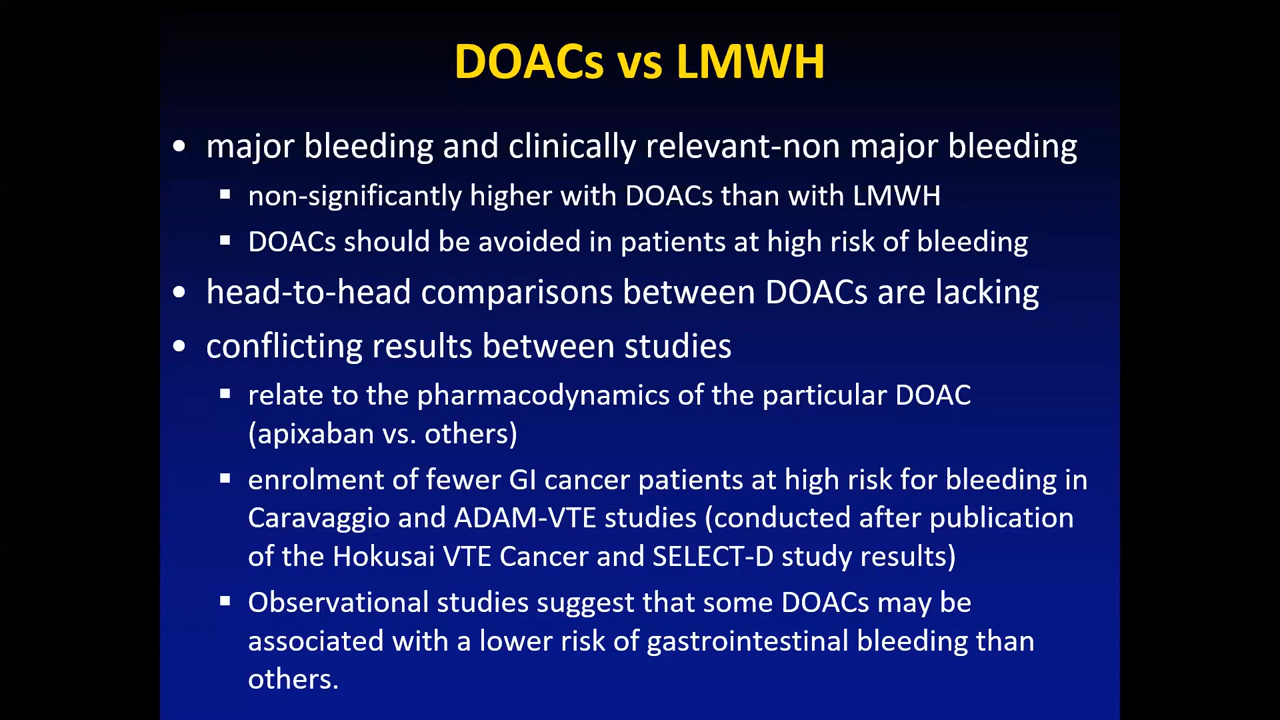 DOACs vs LMWH
• major bleeding and clinically relevant-non major bleeding
▪ non-significantly higher with DOACs than with LMWH
▪ DOACs should be avoided in patients at high risk of bleeding
• head-to-head comparisons between DOACs are lacking
• conflicting results between studies
▪ relate to the pharmacodynamics of the particular DOAC
(apixaban vs. others)
▪ enrolment of fewer GI cancer patients at high risk for bleeding in
Caravaggio and ADAM-VTE studies (conducted after publication
of the Hokusai VTE Cancer and SELECT-D study results)
▪ Observational studies suggest that some DOACs may be
associated with a lower risk of gastrointestinal bleeding than
others.